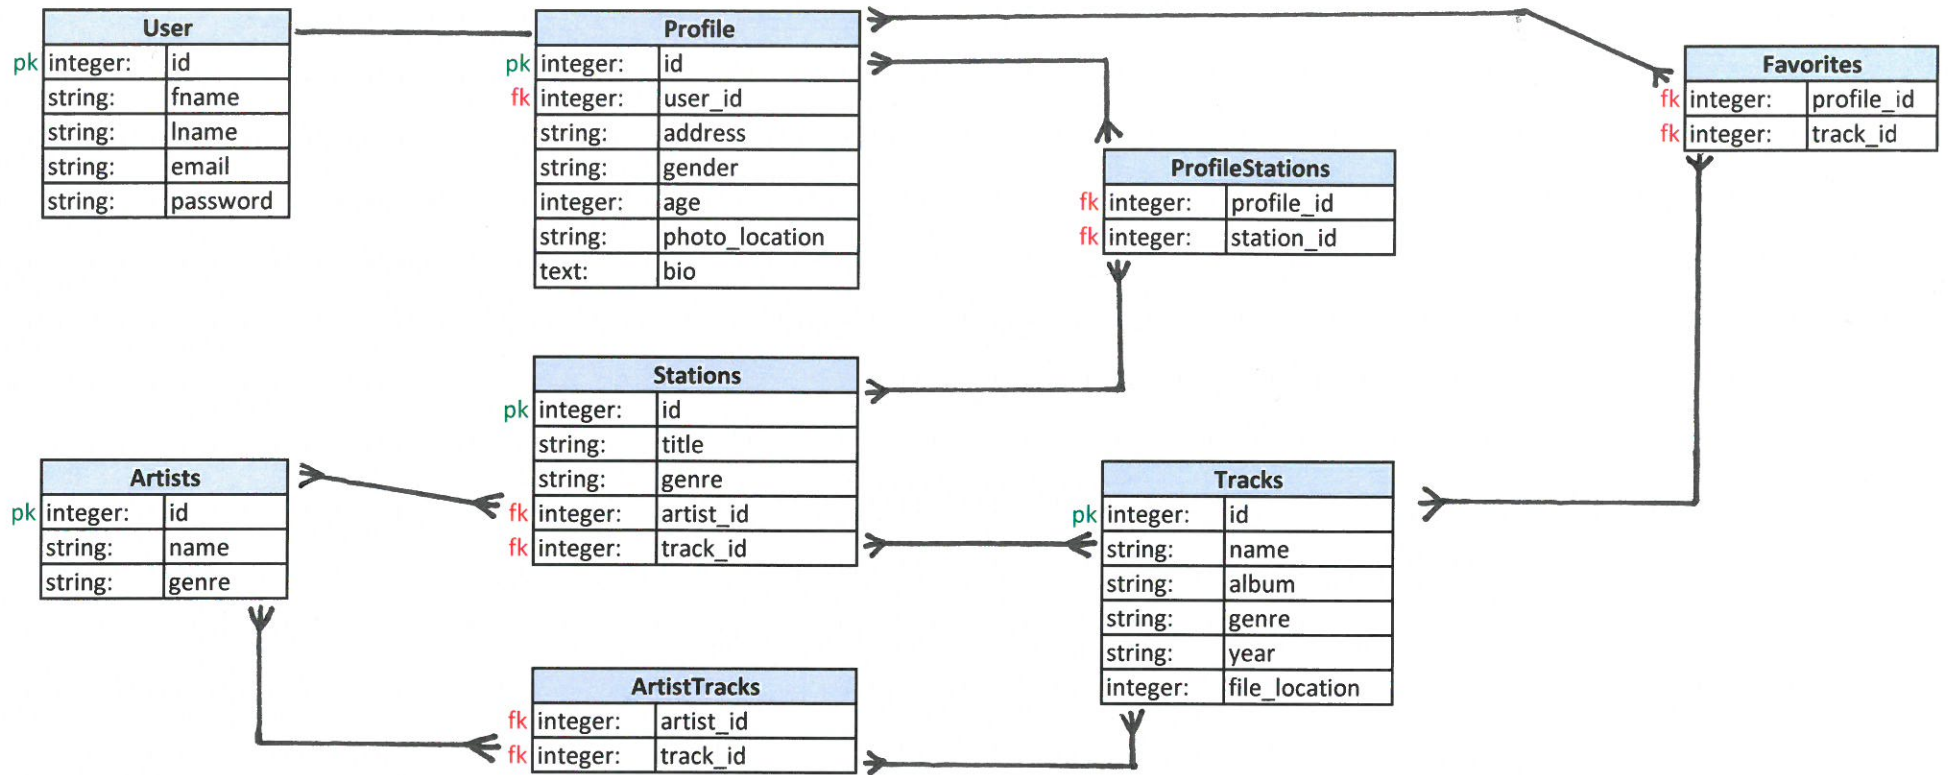 User
pk integer: id
string: fname
string: lname
string: email
string: password
Profile
pk integer: id
fk integer: user_id
string: address
string: gender
integer: age
string: photo_location
text: bio
Favorites
fk integer: profile_id
fk integer: track_id
ProfileStations
fk integer: profile_id
fk integer: station_id
Stations
pk integer: id
string: title
string: genre
fk integer: artist_id
fk integer: track_id
Artists
pk integer: id
string: name
string: genre
Tracks
pk integer: id
string: name
string: album
string: genre
string: year
integer: file_location
ArtistTracks
fk integer: artist_id
fk integer: track_id